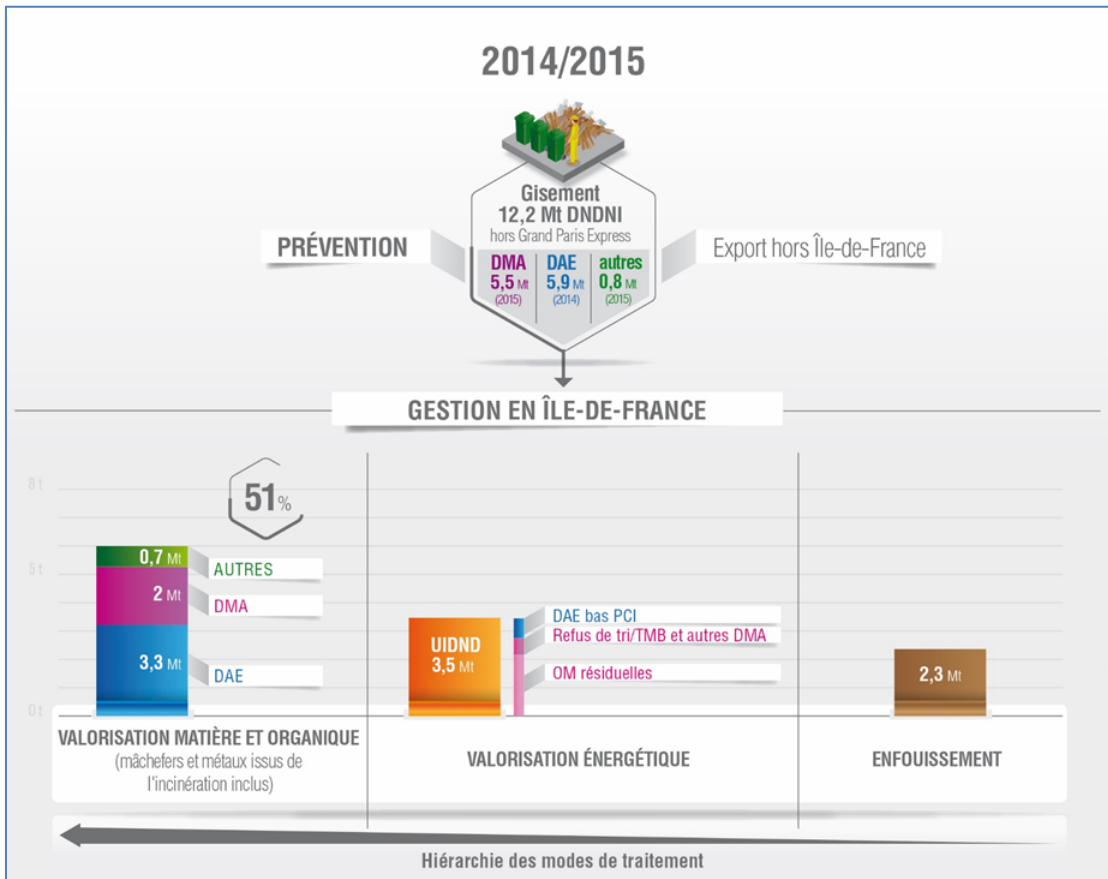 2014/2015
Gisement
12,2 Mt DNDNI
hors Grand Paris Express
PRÉVENTION
Export hors Île-de-France
DMA
5,5 Mt
(2015)
DAE
5,9 Mt
(2014)
autres
0,8 Mt
(2015)
GESTION EN ÎLE-DE-FRANCE
8 t
5 t
0 t
51%
0,7 Mt
AUTRES
2 Mt
DMA
3,3 Mt
DAE
UIDND
3,5 Mt
DAE bas PCI
Refus de tri/TMB et autres DMA
OM résiduelles
2,3 Mt
VALORISATION MATIÈRE ET ORGANIQUE
(mâchefers et métaux issus de
l'incinération inclus)
VALORISATION ÉNERGÉTIQUE
ENFOUISSEMENT
Hiérarchie des modes de traitement